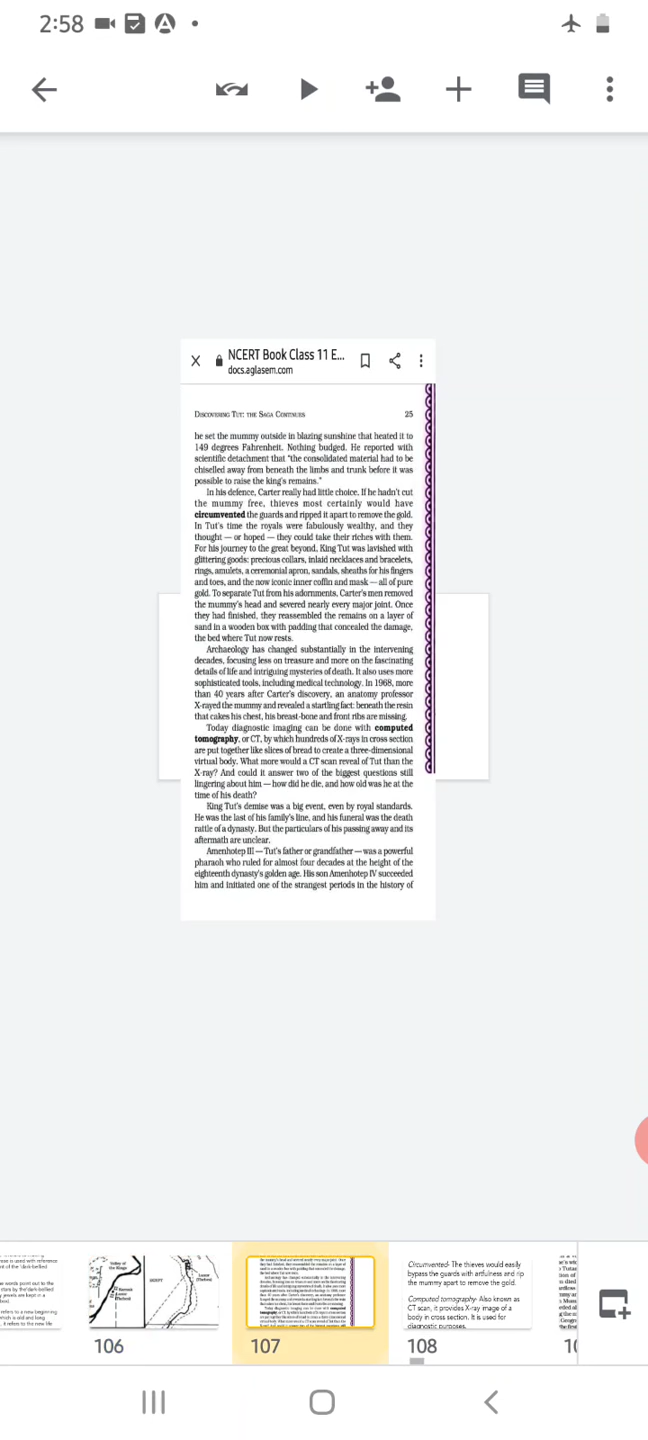 2:58
NCERT Book Class 11 E...
docs.aglasem.com
DISCOVERING TUT: THE SAGA CONTINUES 25
he set the mummy outside in blazing sunshine that heated it to
149 degrees Fahrenheit. Nothing budged. He reported with
scientific detachment that "the consolidated material had to be
chiselled away from beneath the limbs and trunk before it was
possible to raise the king's remains."
In his defence, Carter really had little choice. If he hadn't cut
the mummy free, thieves most certainly would have
circumvented the guards and ripped it apart to remove the gold.
In Tut's time the royals were fabulously wealthy, and they
thought — or hoped — they could take their riches with them.
For his journey to the great beyond, King Tut was lavished with
glittering goods: precious collars, inlaid necklaces and bracelets,
rings, amulets, a ceremonial apron, sandals, sheaths for his fingers
and toes, and the now iconic inner coffin and mask — all of pure
gold. To separate Tut from his adornments, Carter's men removed
the mummy's head and severed nearly every major joint. Once
they had finished, they reassembled the remains on a layer of
sand in a wooden box with padding that concealed the damage,
the bed where Tut now rests.
Archaeology has changed substantially in the intervening
decades, focusing less on treasure and more on the fascinating
details of life and intriguing mysteries of death. It also uses more
sophisticated tools, including medical technology. In 1968, more
than 40 years after Carter's discovery, an anatomy professor
X-rayed the mummy and revealed a startling fact: beneath the resin
that cakes his chest, his breast-bone and front ribs are missing.
Today diagnostic imaging can be done with computed
tomography, or CT, by which hundreds of X-rays in cross section
are put together like slices of bread to create a three-dimensional
virtual body. What more would a CT scan reveal of Tut than the
X-ray? And could it answer two of the biggest questions still
lingering about him — how did he die, and how old was he at the
time of his death?
King Tut's demise was a big event, even by royal standards.
He was the last of his family's line, and his funeral was the death
rattle of a dynasty. But the particulars of his passing away and its
aftermath are unclear.
Amenhotep III — Tut's father or grandfather — was a powerful
pharaoh who ruled for almost four decades at the height of the
eighteenth dynasty's golden age. His son Amenhotep IV succeeded
him and initiated one of the strangest periods in the history of
Circumvented- The thieves would easily
bypass the guards with artfulness and rip
the mummy apart to remove the gold.
Computed tomography- Also known as
CT scan, it provides X-ray image of a
body in cross section. It is used for
diagnostic purposes.
106
107
108